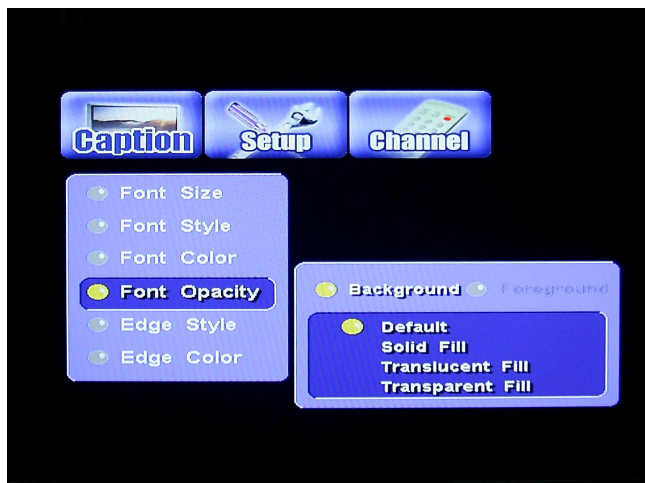 Caption Setup Channel
Font Size
Font Style
Font Color
Font Opacity
Edge Style
Edge Color
Background Foreground
Default
Solid Fill
Translucent Fill
Transparent Fill